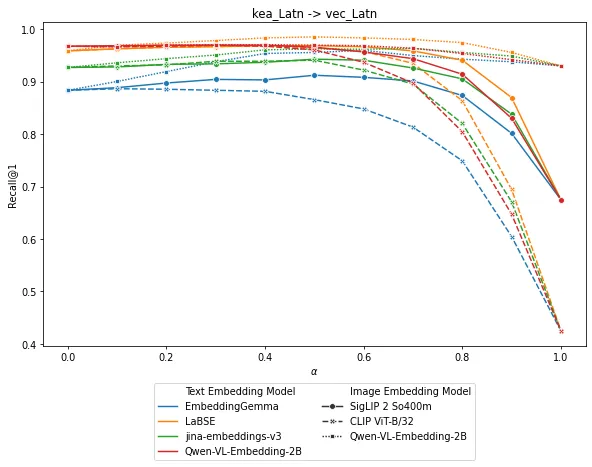 kea_Latn -> vec_Latn
1.0
0.9
0.8
0.7
0.6
0.5
0.4
Recall@1
0.0 0.2 0.4 0.6 0.8 1.0
α
Text Embedding Model Image Embedding Model
EmbeddingGemma SigLIP 2 So400m
LaBSE CLIP ViT-B/32
jina-embeddings-v3 Qwen-VL-Embedding-2B
Qwen-VL-Embedding-2B